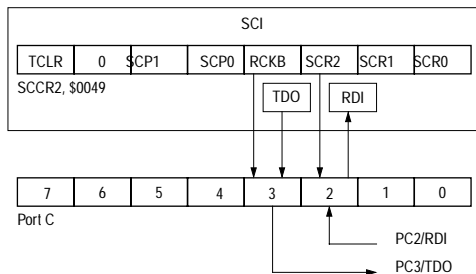 SCI
TCLR 0 SCP1 SCP0 RCKB SCR2 SCR1 SCR0
SCCR2, $0049
TDO RDI
7 6 5 4 3 2 1 0
Port C
PC2/RDI
PC3/TDO